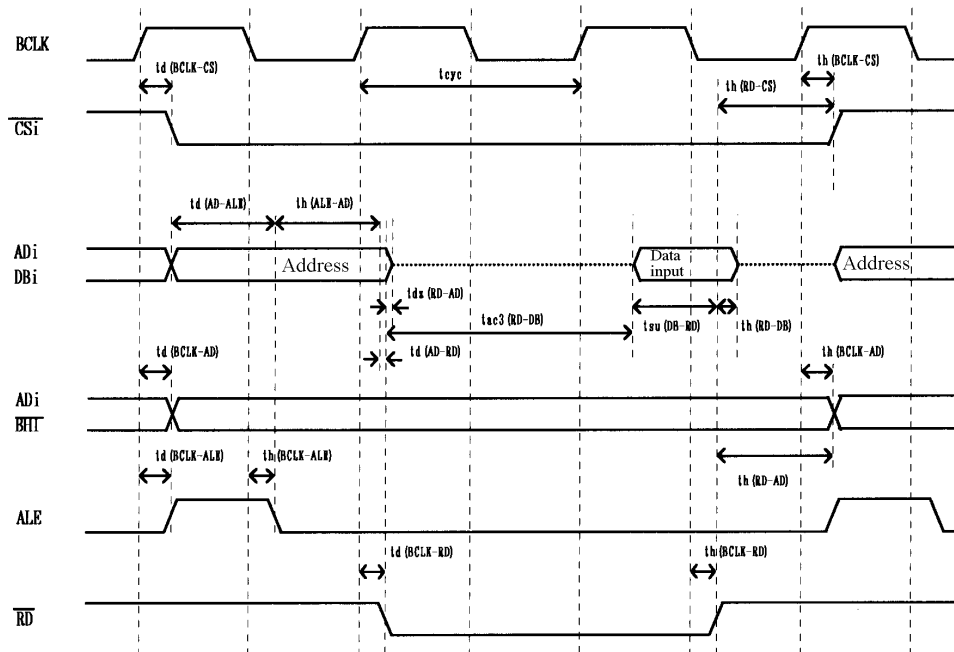 BCLK
td(BCLK-CS)
tcyc
th(BCLK-CS)
th(RD-CS)
CSi
td(AD-ALE)
th(ALE-AD)
ADi
DBi
Address
Data
input
Address
tdz(RD-AD)
tac3(RD-DB)
tsu(DB-RD)
th(RD-DB)
td(AD-RD)
td(BCLK-AD)
th(BCLK-AD)
ADi
BHI
td(BCLK-ALE)
th(BCLK-ALE)
th(RD-AD)
ALE
td(BCLK-RD)
th(BCLK-RD)
RD